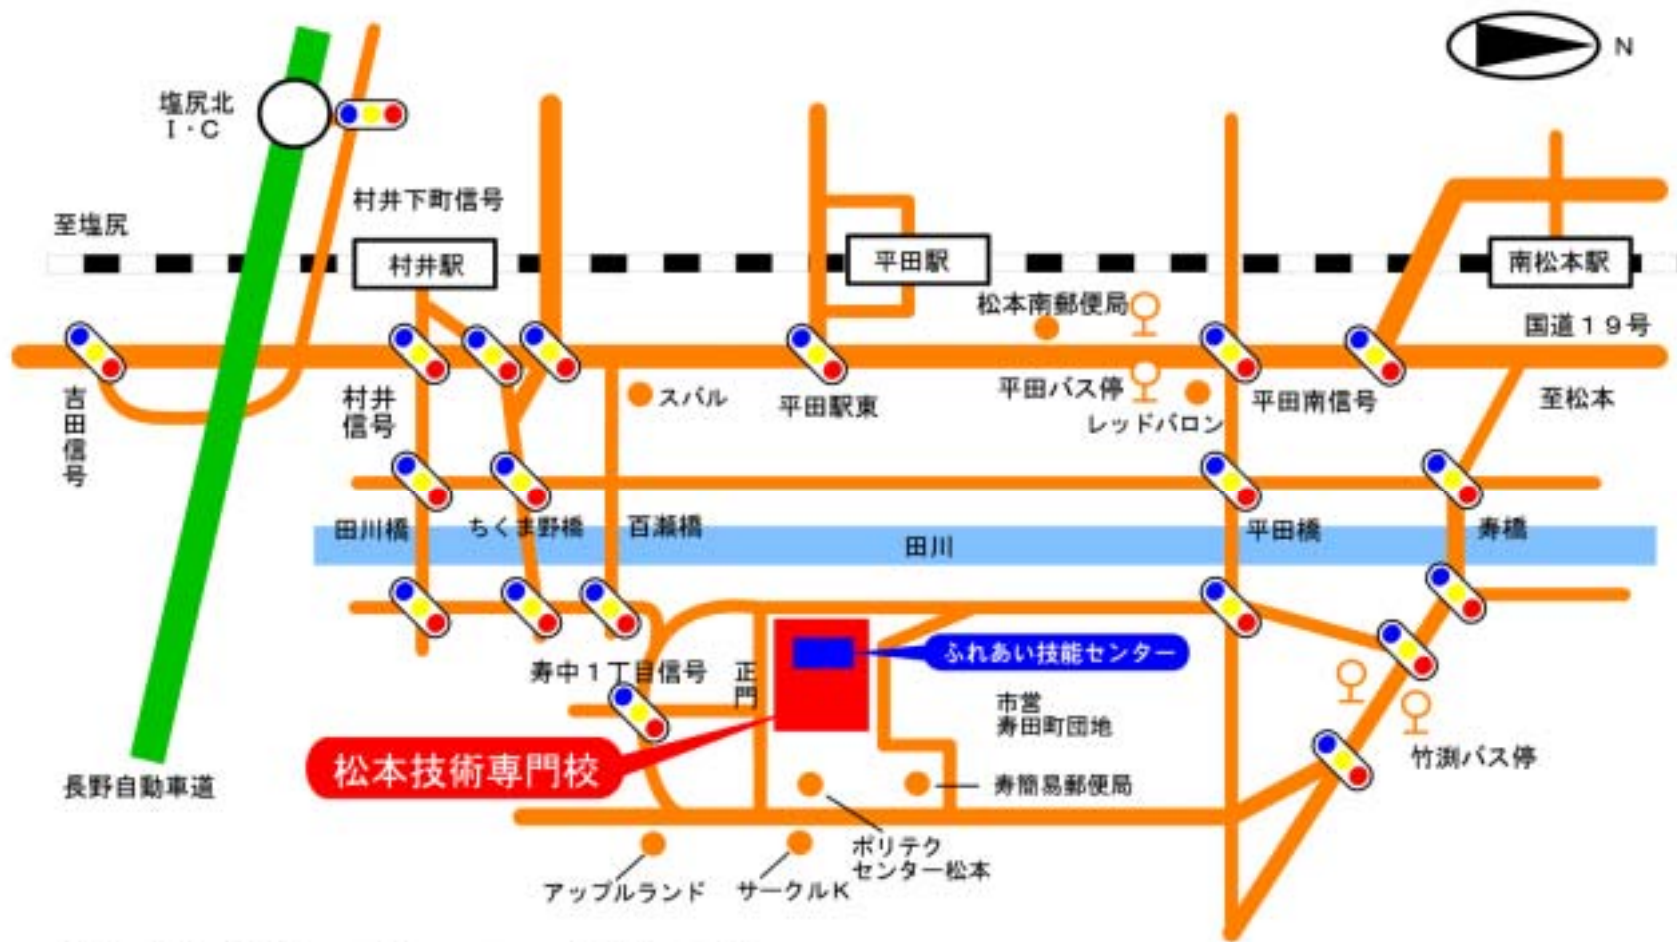 N
塩尻北
I・C
村井下町信号
至塩尻
村井駅
平田駅
南松本駅
松本南郵便局
国道19号
吉田信号
村井
信号
スバル
平田駅東
平田バス停
レッドバロン
平田南信号
至松本
田川橋
ちくま野橋
百瀬橋
田川
平田橋
寿橋
寿中1丁目信号
正門
ふれあい技能センター
市営
寿田町団地
松本技術専門校
長野自動車道
竹渕バス停
寿簡易郵便局
ポリテク
センター松本
アップルランド
サークルK